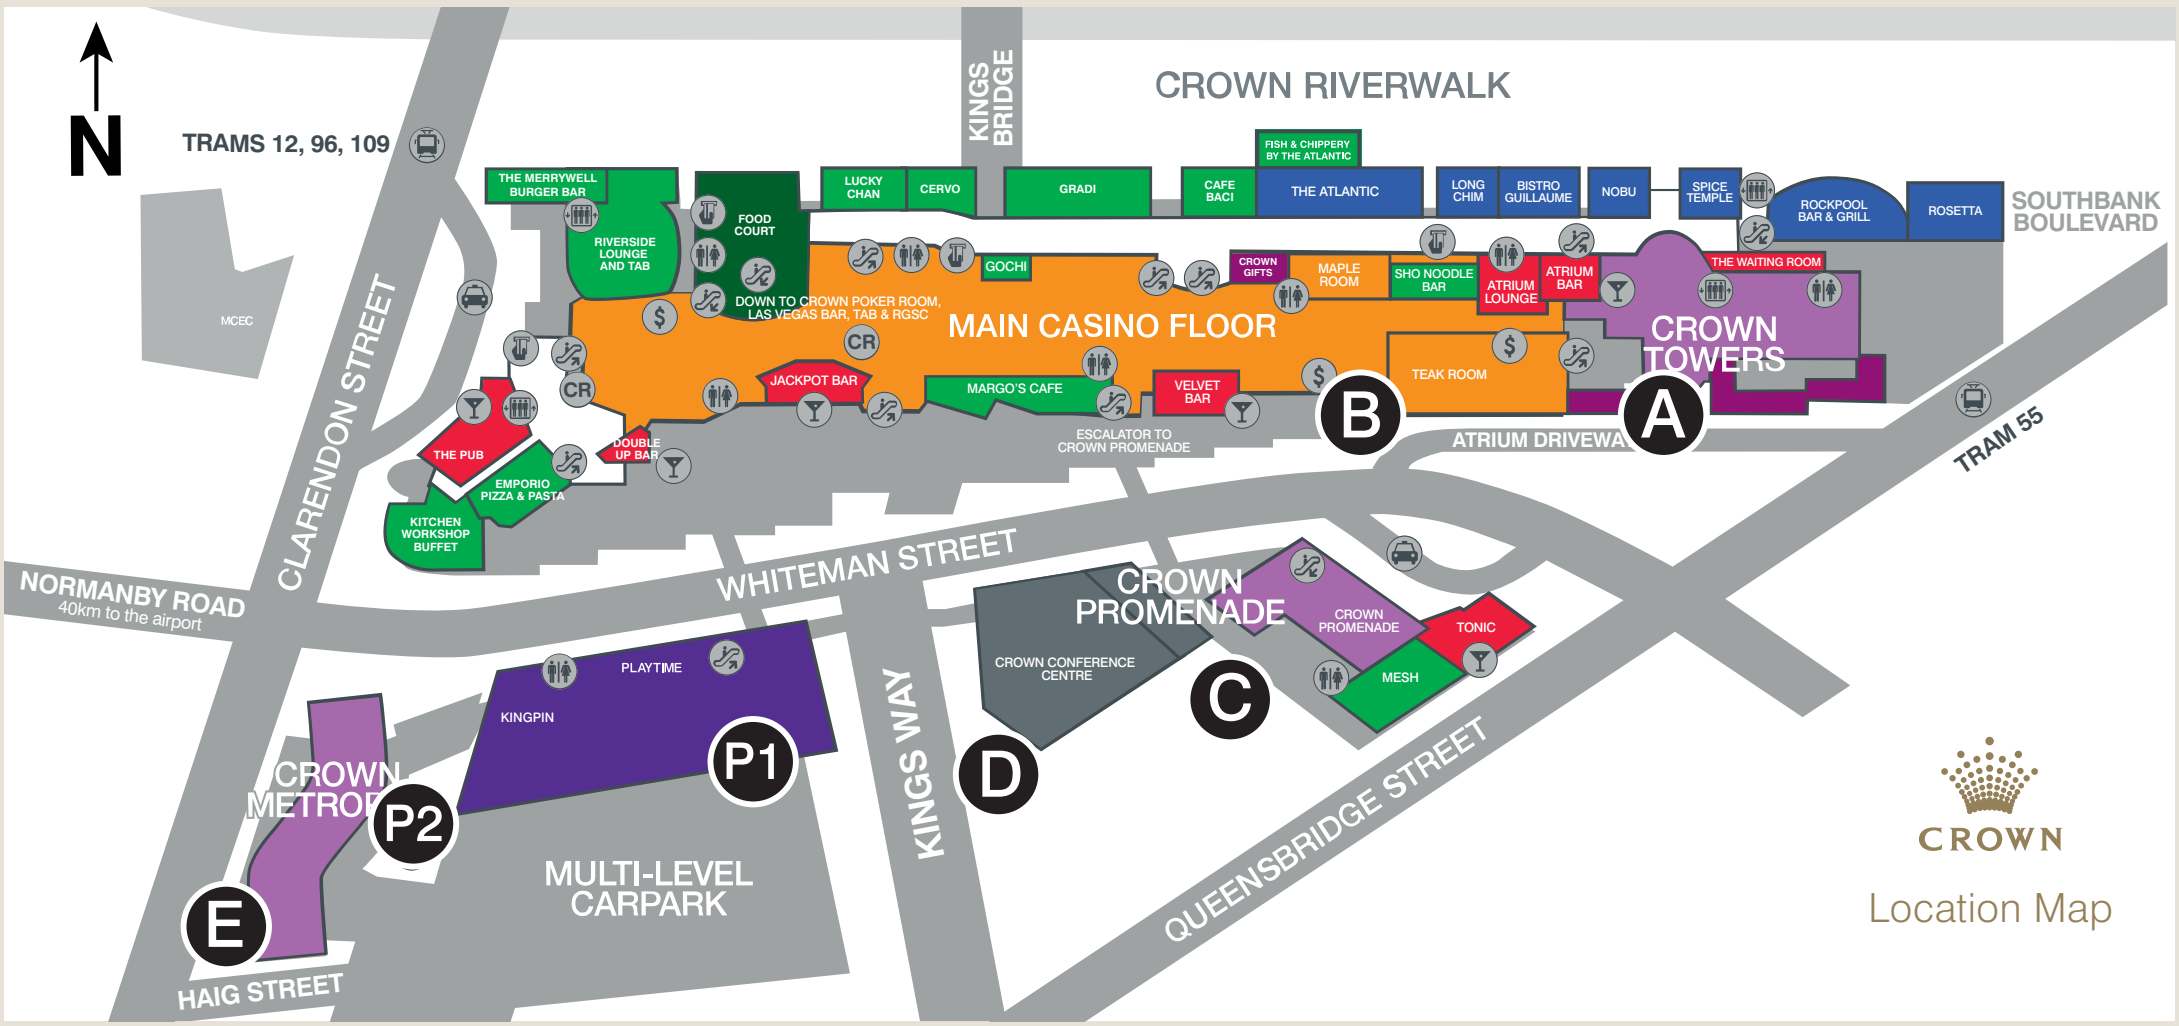 N
TRAMS 12, 96, 109
KINGS
BRIDGE
CROWN RIVERWALK
FISH & CHIPPERY
BY THE ATLANTIC
THE MERRYWELL
BURGER BAR
LUCKY
CHAN
CERVO
GRADI
CAFE
BACI
THE ATLANTIC
LONG
CHIM
BISTRO
GUILLAUME
NOBU
SPICE
TEMPLE
ROCKPOOL
BAR & GRILL
ROSETTA
SOUTHBANK
BOULEVARD
FOOD
COURT
RIVERSIDE
LOUNGE
AND TAB
GOCHI
CROWN
GIFTS
MAPLE
ROOM
SHO NOODLE
BAR
ATRIUM
LOUNGE
ATRIUM
BAR
THE WAITING ROOM
MCEC
$
DOWN TO CROWN POKER ROOM,
LAS VEGAS BAR, TAB & RGSC
MAIN CASINO FLOOR
CROWN
TOWERS
CR
CR
JACKPOT BAR
MARGO'S CAFE
VELVET
BAR
$
TEAK ROOM
$
B
A
CLARENDON STREET
THE PUB
DOUBLE
UP BAR
EMPORIO
PIZZA & PASTA
KITCHEN
WORKSHOP
BUFFET
ESCALATOR TO
CROWN PROMENADE
ATRIUM DRIVEWA
TRAM 55
NORMANBY ROAD
40km to the airport
WHITEMAN STREET
CROWN
PROMENADE
CROWN
PROMENADE
TONIC
MESH
CROWN CONFERENCE
CENTRE
C
D
PLAYTIME
KINGPIN
P1
KINGS WAY
CROWN
METROP
P2
MULTI-LEVEL
CARPARK
E
HAIG STREET
QUEENSBRIDGE STREET
CROWN
Location Map